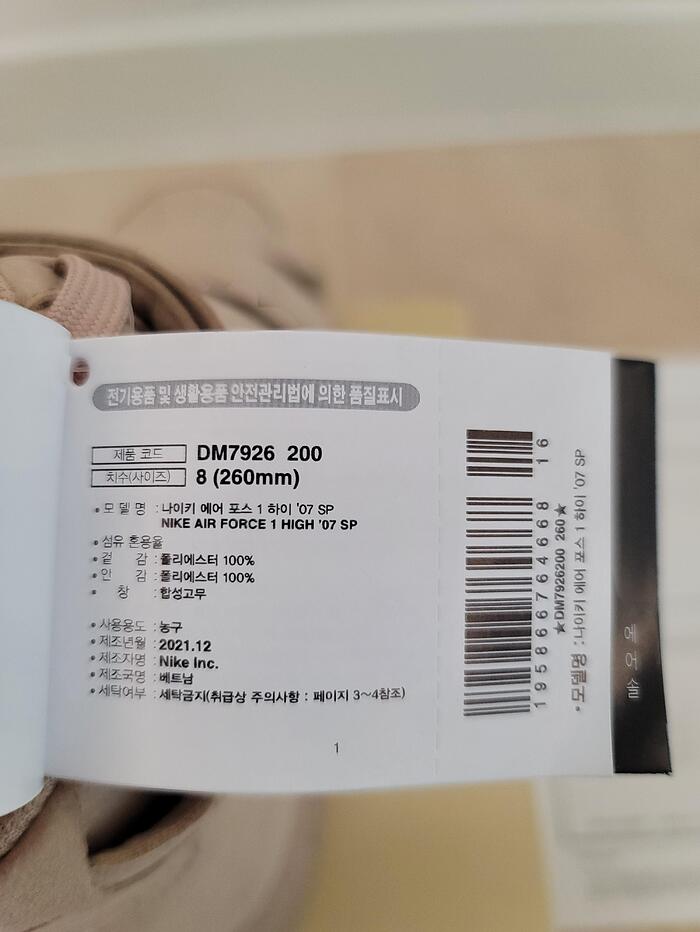 전기용품 및 생활용품 안전관리법에 의한 품질표시
제품 코드 DM7926 200
치수(사이즈) 8 (260mm)
• 모 델 명 : 나이키 에어 포스 1 하이 '07 SP
NIKE AIR FORCE 1 HIGH '07 SP
• 섬유 혼용율
• 겉 감 : 폴리에스터 100%
• 안 감 : 폴리에스터 100%
• 창 : 합성고무
• 사용용도 : 농구
• 제조년월 : 2021.12
• 제조자명 : Nike Inc.
• 제조국명 : 베트남
• 세탁여부 : 세탁금지(취급상 주의사항 : 페이지 3~4참조)
1
195866764668 16
★DM7926200 260★
• 모델명 : 나이키 에어 포스 1 하이 '07 SP
에어솔